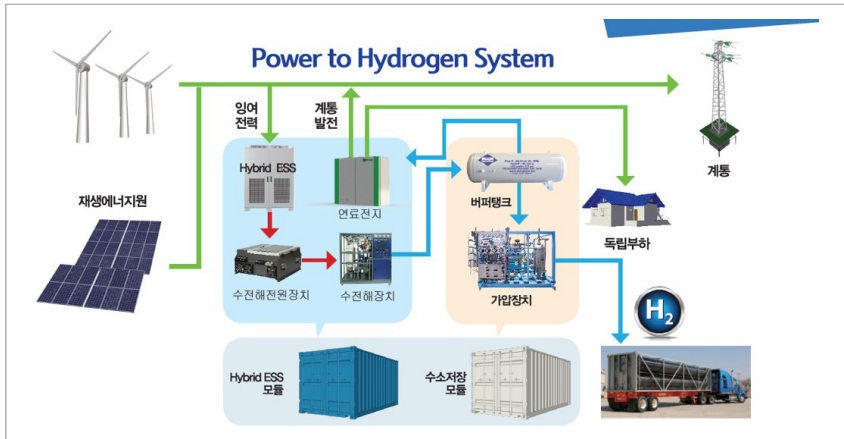 Power to Hydrogen System
잉여
전력
계통
발전
Hybrid ESS
연료전지
버퍼탱크
계통
재생에너지원
독립부하
수전해전원장치
수전해장치
가압장치
H₂
Hybrid ESS
모듈
수소저장
모듈